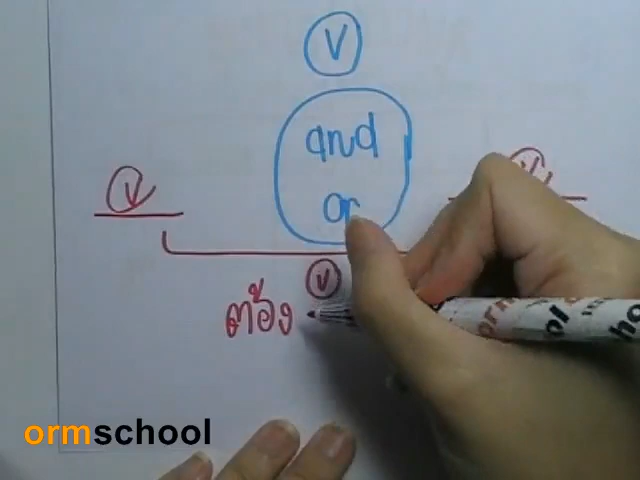 V
and
or
V V
V
ต้อง
ormschool